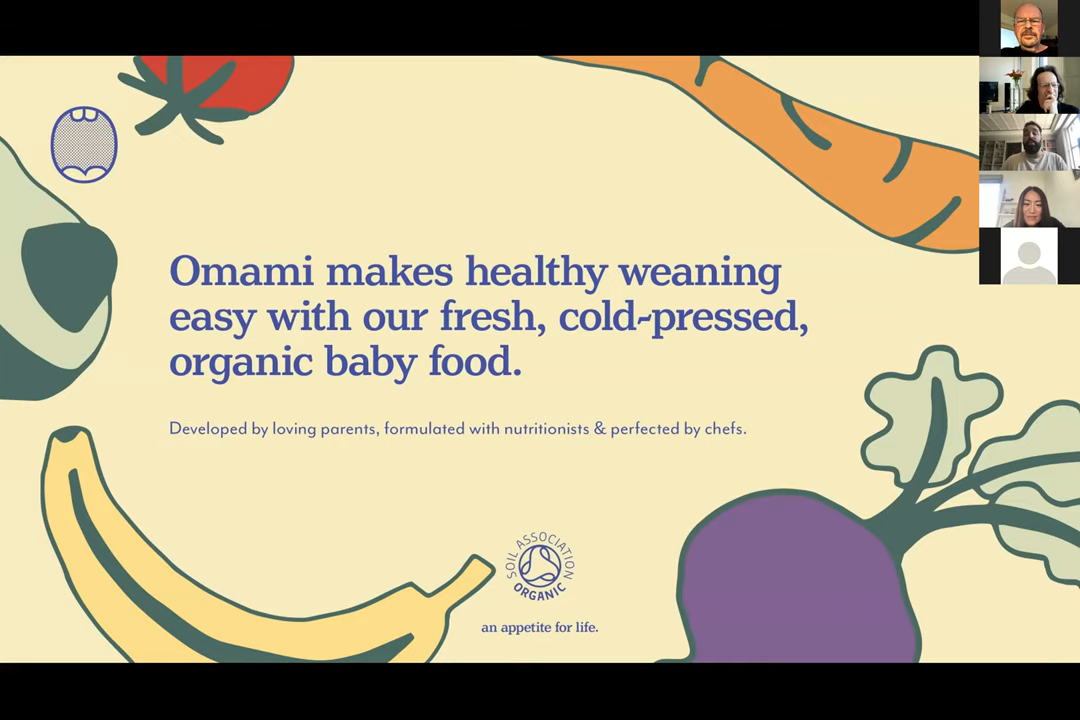 Omami makes healthy weaning
easy with our fresh, cold-pressed,
organic baby food.
Developed by loving parents, formulated with nutritionists & perfected by chefs.
SOIL ASSOCIATION
ORGANIC
an appetite for life.